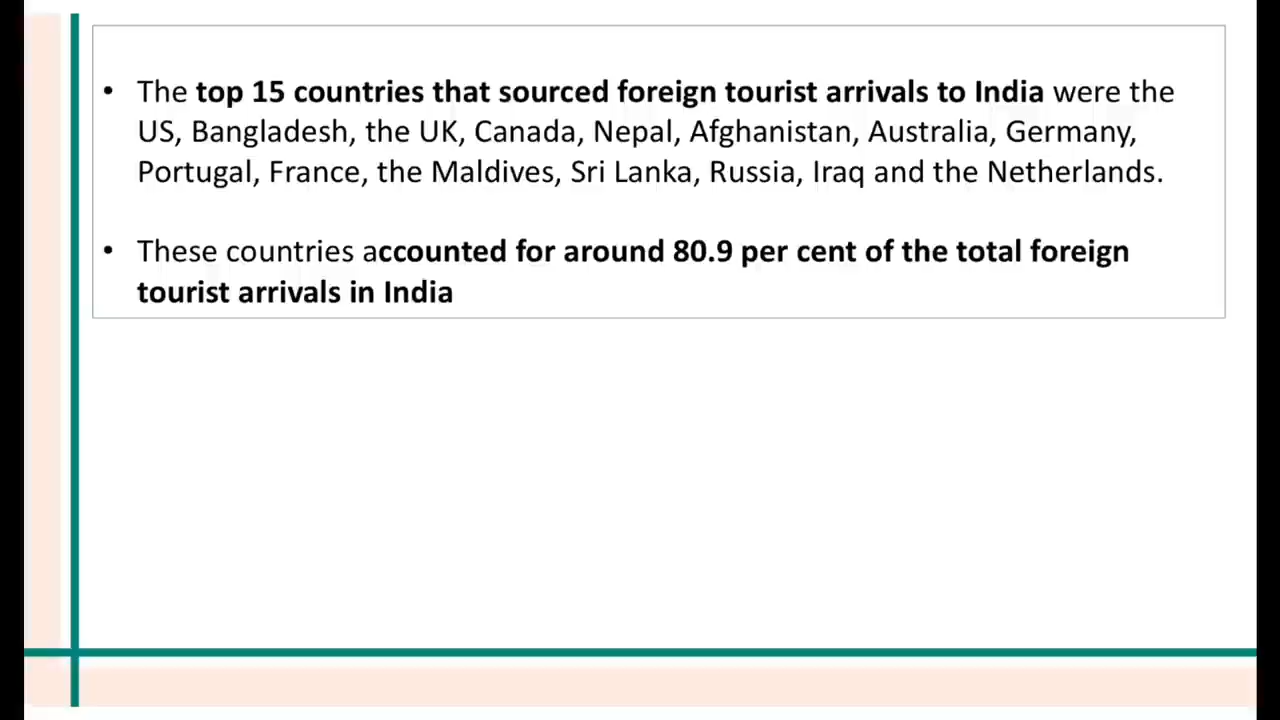 • The top 15 countries that sourced foreign tourist arrivals to India were the
US, Bangladesh, the UK, Canada, Nepal, Afghanistan, Australia, Germany,
Portugal, France, the Maldives, Sri Lanka, Russia, Iraq and the Netherlands.
• These countries accounted for around 80.9 per cent of the total foreign
tourist arrivals in India